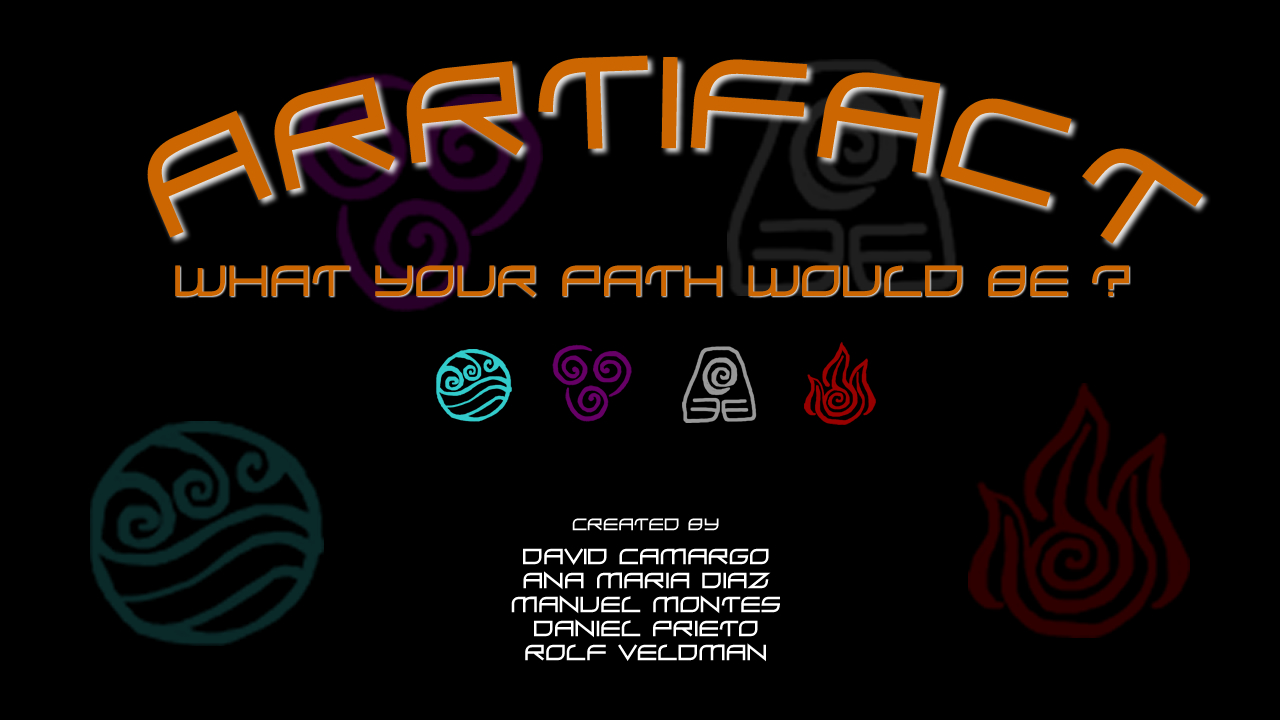 ARRTIFACT
WHAT YOUR PATH WOULD BE ?
CREATED BY
DAVID CAMARGO
ANA MARIA DIAZ
MANUEL MONTES
DANIEL PRIETO
ROLF VELDMAN